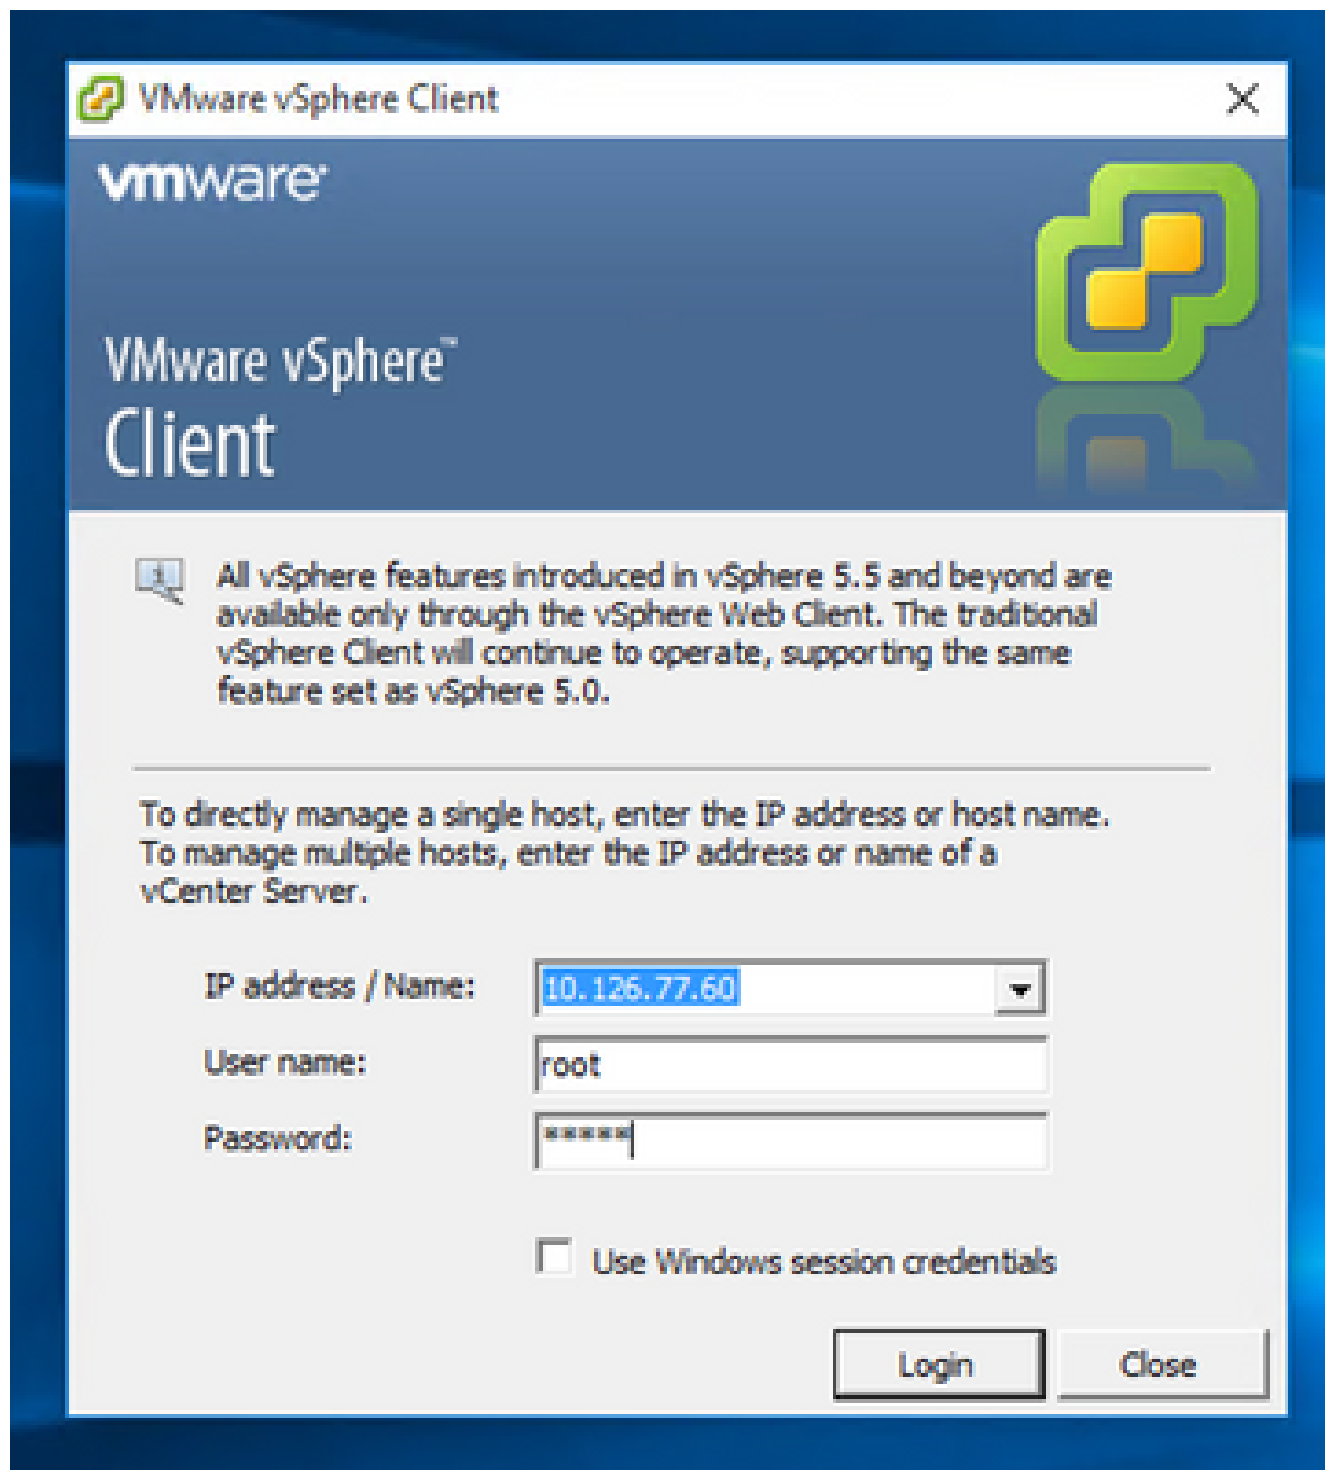 VMware vSphere Client
vmware
VMware vSphere™
Client
All vSphere features introduced in vSphere 5.5 and beyond are
available only through the vSphere Web Client. The traditional
vSphere Client will continue to operate, supporting the same
feature set as vSphere 5.0.
To directly manage a single host, enter the IP address or host name.
To manage multiple hosts, enter the IP address or name of a
vCenter Server.
IP address / Name: 10.126.77.60
User name: root
Password: *****
Use Windows session credentials
Login Close